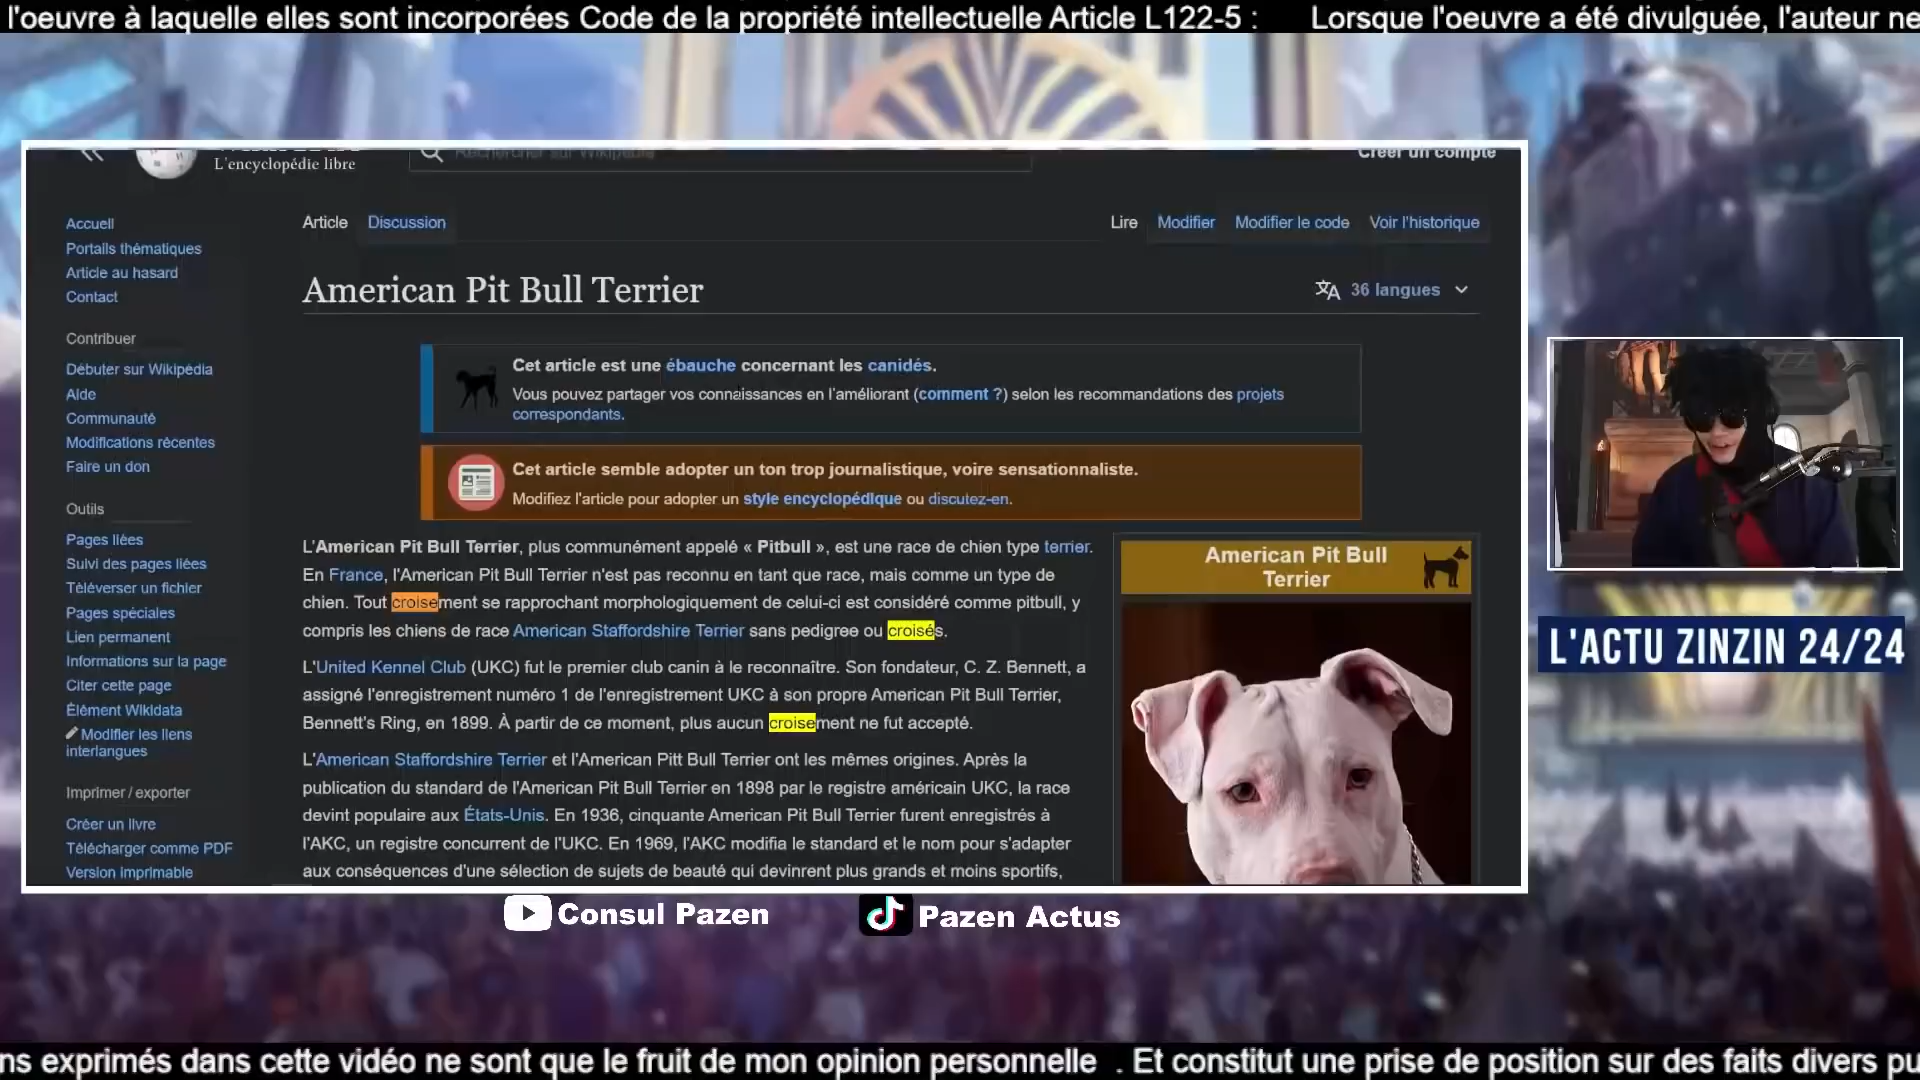 l'oeuvre à laquelle elles sont incorporées Code de la propriété intellectuelle Article L122-5 :      Lorsque l'oeuvre a été divulguée, l'auteur ne
L'encyclopédie libre
Rechercher sur Wikipédia
Créer un compte
Accueil
Portails thématiques
Article au hasard
Contact
Contribuer
Débuter sur Wikipédia
Aide
Communauté
Modifications récentes
Faire un don
Outils
Pages liées
Suivi des pages liées
Téléverser un fichier
Pages spéciales
Lien permanent
Informations sur la page
Citer cette page
Élément Wikidata
Modifier les liens
interlangues
Imprimer / exporter
Créer un livre
Télécharger comme PDF
Version imprimable
Article Discussion
Lire Modifier Modifier le code Voir l'historique
American Pit Bull Terrier
36 langues
Cet article est une ébauche concernant les canidés.
Vous pouvez partager vos connaissances en l'améliorant (comment ?) selon les recommandations des projets
correspondants.
Cet article semble adopter un ton trop journalistique, voire sensationnaliste.
Modifiez l'article pour adopter un style encyclopédique ou discutez-en.
L'American Pit Bull Terrier, plus communément appelé « Pitbull », est une race de chien type terrier.
En France, l'American Pit Bull Terrier n'est pas reconnu en tant que race, mais comme un type de
chien. Tout croisement se rapprochant morphologiquement de celui-ci est considéré comme pitbull, y
compris les chiens de race American Staffordshire Terrier sans pedigree ou croisés.
L'United Kennel Club (UKC) fut le premier club canin à le reconnaître. Son fondateur, C. Z. Bennett, a
assigné l'enregistrement numéro 1 de l'enregistrement UKC à son propre American Pit Bull Terrier,
Bennett's Ring, en 1899. À partir de ce moment, plus aucun croisement ne fut accepté.
L'American Staffordshire Terrier et l'American Pitt Bull Terrier ont les mêmes origines. Après la
publication du standard de l'American Pit Bull Terrier en 1898 par le registre américain UKC, la race
devint populaire aux États-Unis. En 1936, cinquante American Pit Bull Terrier furent enregistrés à
l'AKC, un registre concurrent de l'UKC. En 1969, l'AKC modifia le standard et le nom pour s'adapter
aux conséquences d'une sélection de sujets de beauté qui devinrent plus grands et moins sportifs,
American Pit Bull
Terrier
L'ACTU ZINZIN 24/24
Consul Pazen
Pazen Actus
ns exprimés dans cette vidéo ne sont que le fruit de mon opinion personnelle  . Et constitut une prise de position sur des faits divers pu